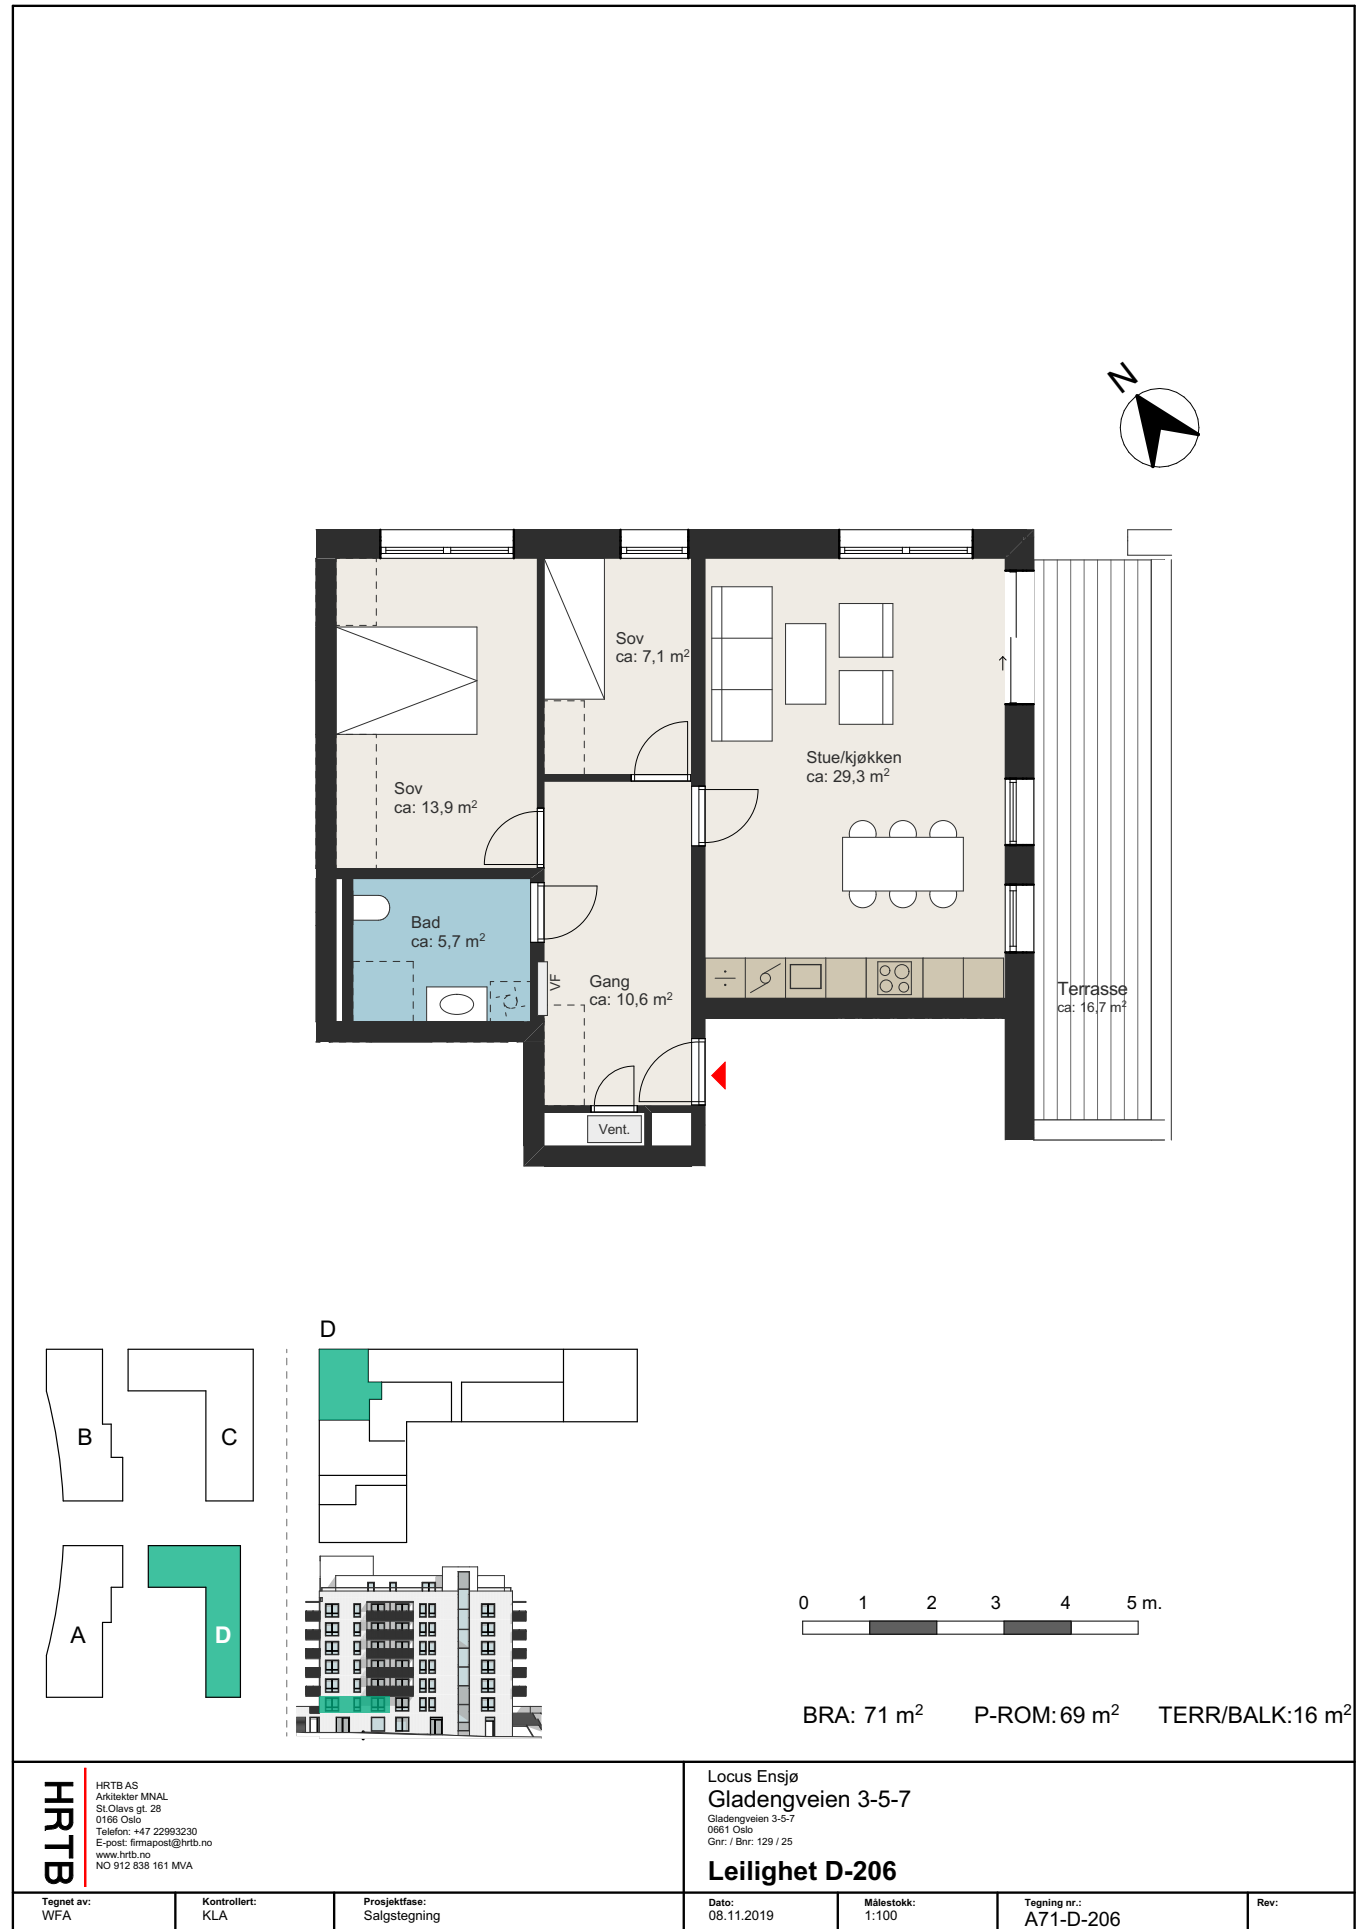 N
Sov
ca: 7,1 m²
Stue/kjøkken
ca: 29,3 m²
Sov
ca: 13,9 m²
Bad
ca: 5,7 m²
VF
Gang
ca: 10,6 m²
Terrasse
ca: 16,7 m²
Vent.
D
B
C
A
D
0 1 2 3 4 5 m.
BRA: 71 m² P-ROM: 69 m² TERR/BALK: 16 m²
HRTB
HRTB AS
Arkitekter MNAL
St.Olavs gt. 28
0166 Oslo
Telefon: +47 22993230
E-post: firmapost@hrtb.no
www.hrtb.no
NO 912 838 161 MVA
Locus Ensjø
Gladengveien 3-5-7
Gladengveien 3-5-7
0661 Oslo
Gnr: / Bnr: 129 / 25
Leilighet D-206
Tegnet av: Kontrollert: Prosjektfase: Dato: Målestokk: Tegning nr.: Rev:
WFA KLA Salgstegning 08.11.2019 1:100 A71-D-206